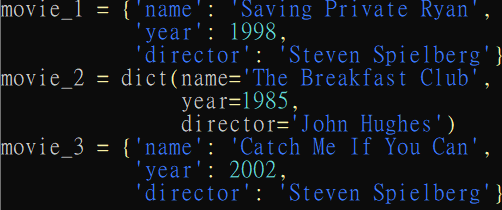 movie_1 = {'name': 'Saving Private Ryan',
           'year': 1998,
           'director': 'Steven Spielberg'}
movie_2 = dict(name='The Breakfast Club',
               year=1985,
               director='John Hughes')
movie_3 = {'name': 'Catch Me If You Can',
           'year': 2002,
           'director': 'Steven Spielberg'}